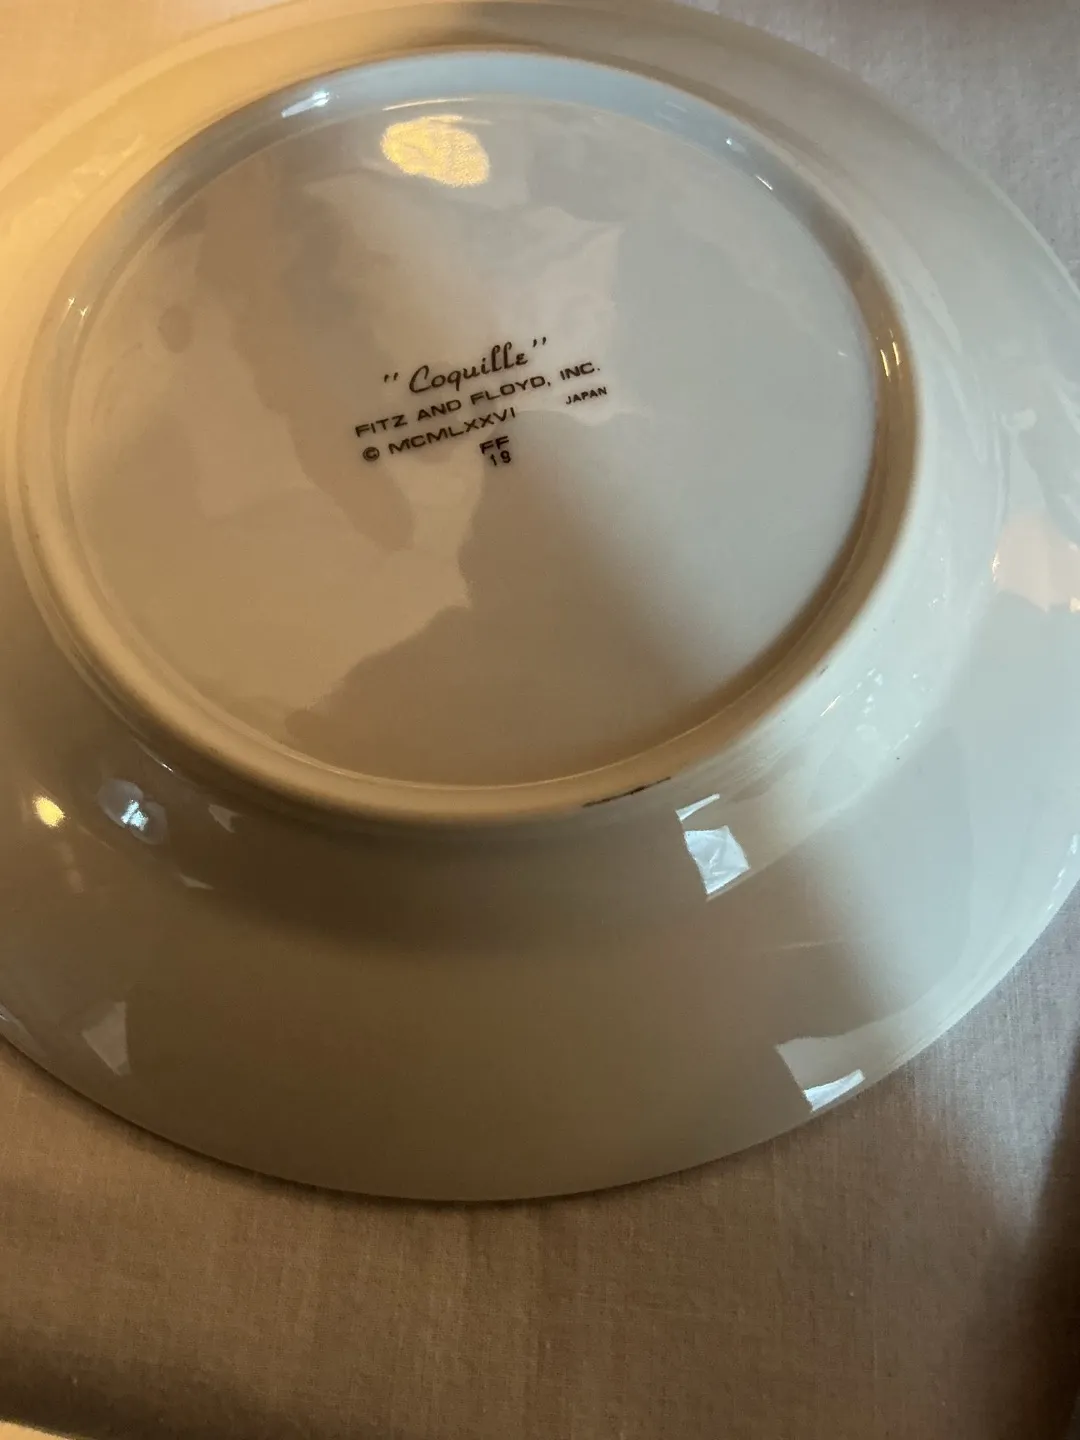 "Coquille"
FITZ AND FLOYD, INC.
© MCMLXXVI JAPAN
FF
19